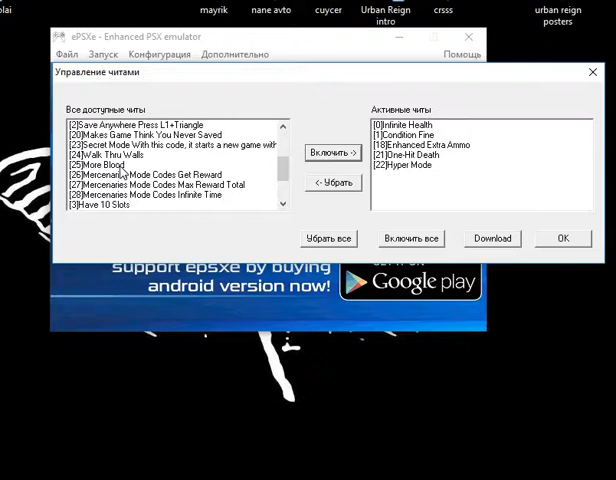 olai
mayrik
nane avto
cuycer
Urban Reign
intro
crsss
urban reign
posters
ePSXe - Enhanced PSX emulator
Файл
Запуск
Конфигурация
Дополнительно
Помощь
Управление читами
Все доступные читы
Активные читы
[2]Save Anywhere Press L1+Triangle
[20]Makes Game Think You Never Saved
[23]Secret Mode With this code, it starts a new game with
[24]Walk Thru Walls
[25]More Blood
[26]Mercenaries Mode Codes Get Reward
[27]Mercenaries Mode Codes Max Reward Total
[28]Mercenaries Mode Codes Infinite Time
[3]Have 10 Slots
Включить ->
<- Убрать
[0]Infinite Health
[1]Condition Fine
[18]Enhanced Extra Ammo
[21]One-Hit Death
[22]Hyper Mode
Убрать все
Включить все
Download
OK
support epsxe by buying
android version now!
Google play